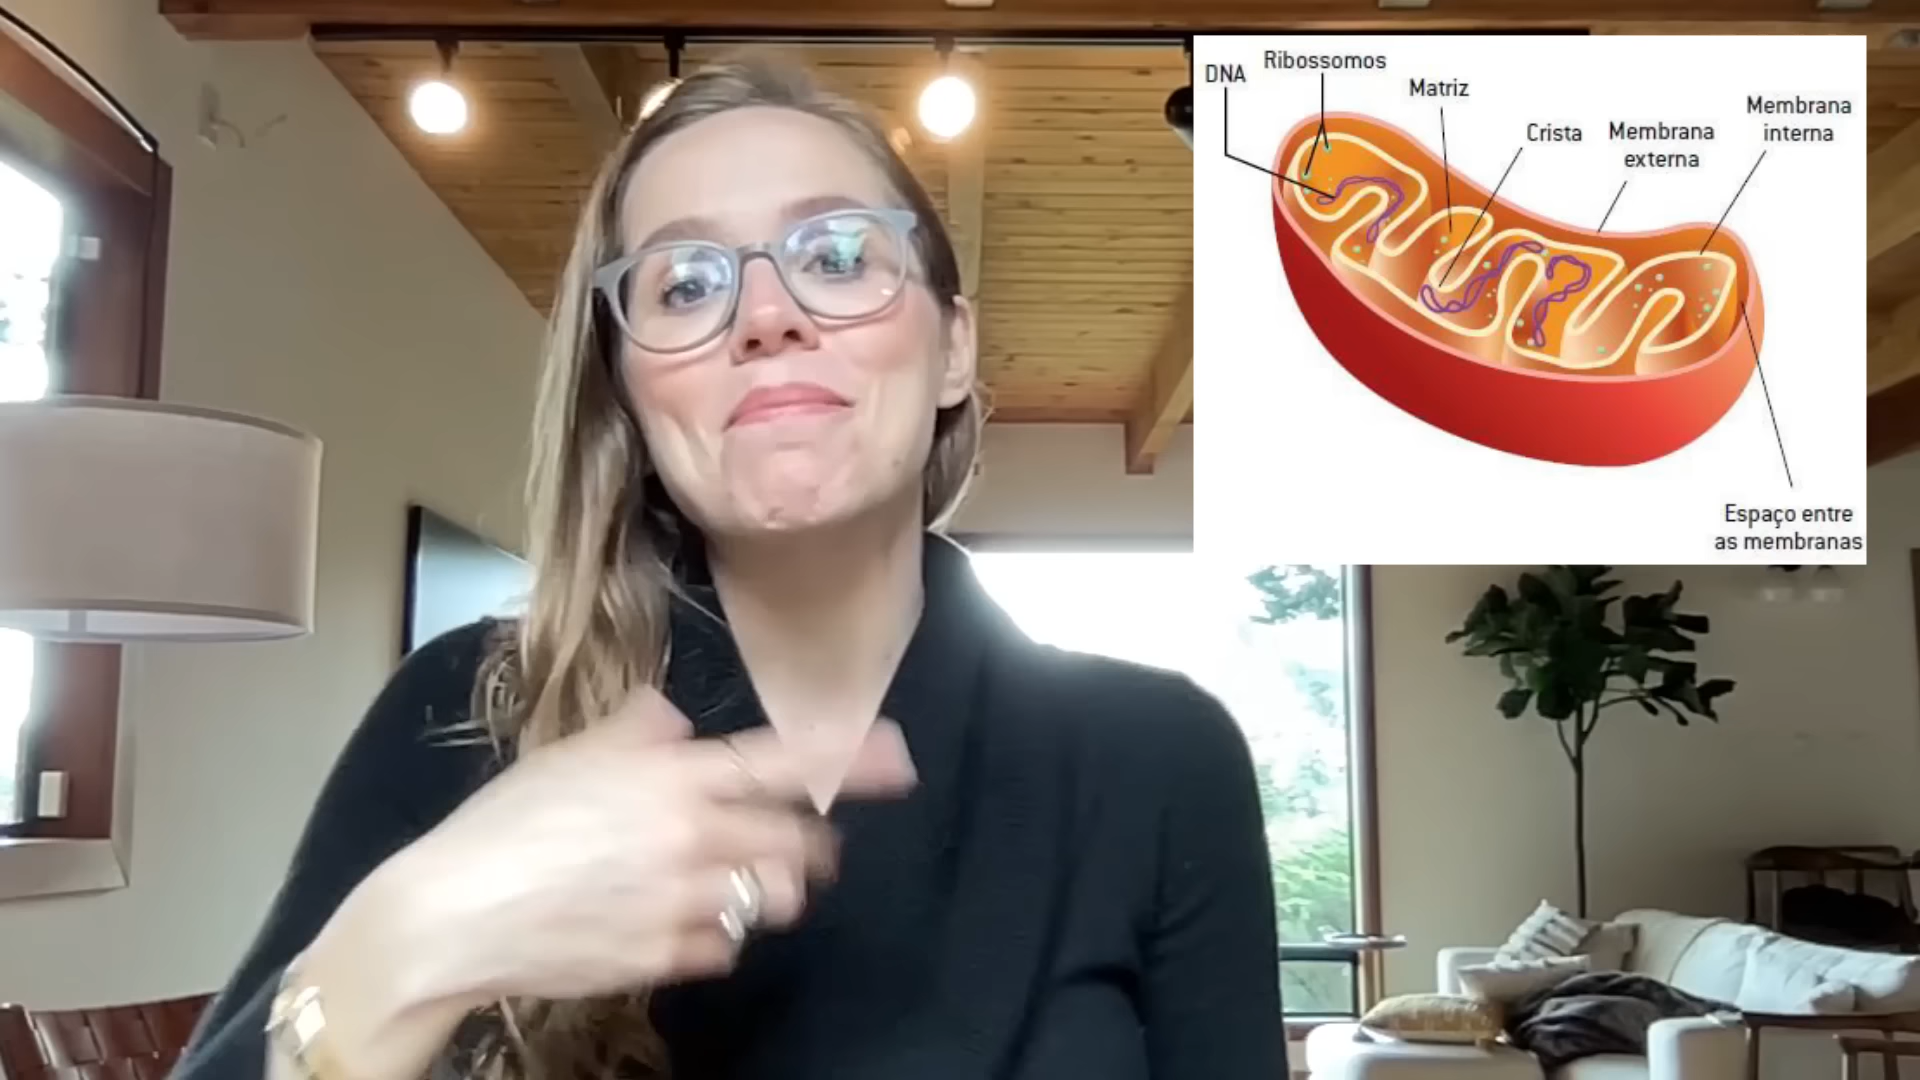 DNA
Ribossomos
Matriz
Crista
Membrana
externa
Membrana
interna
Espaço entre
as membranas